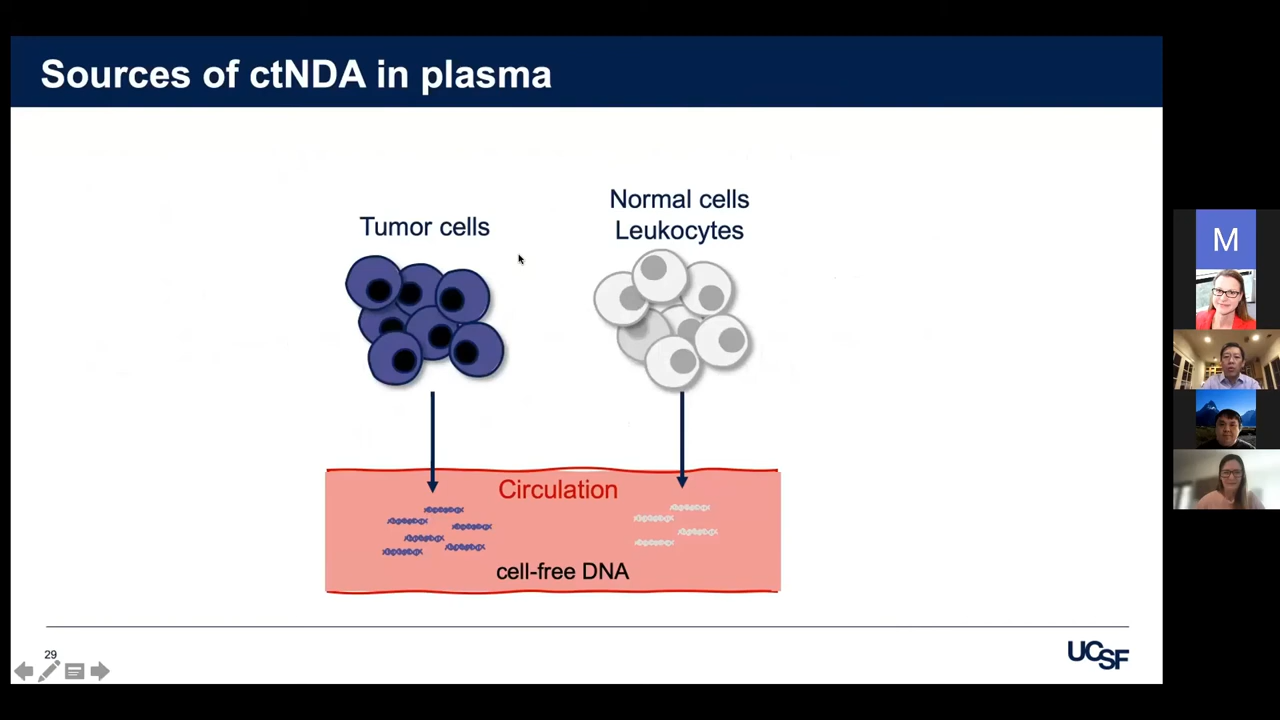 Sources of ctNDA in plasma
Tumor cells
Normal cells
Leukocytes
Circulation
cell-free DNA
29
UCSF
M